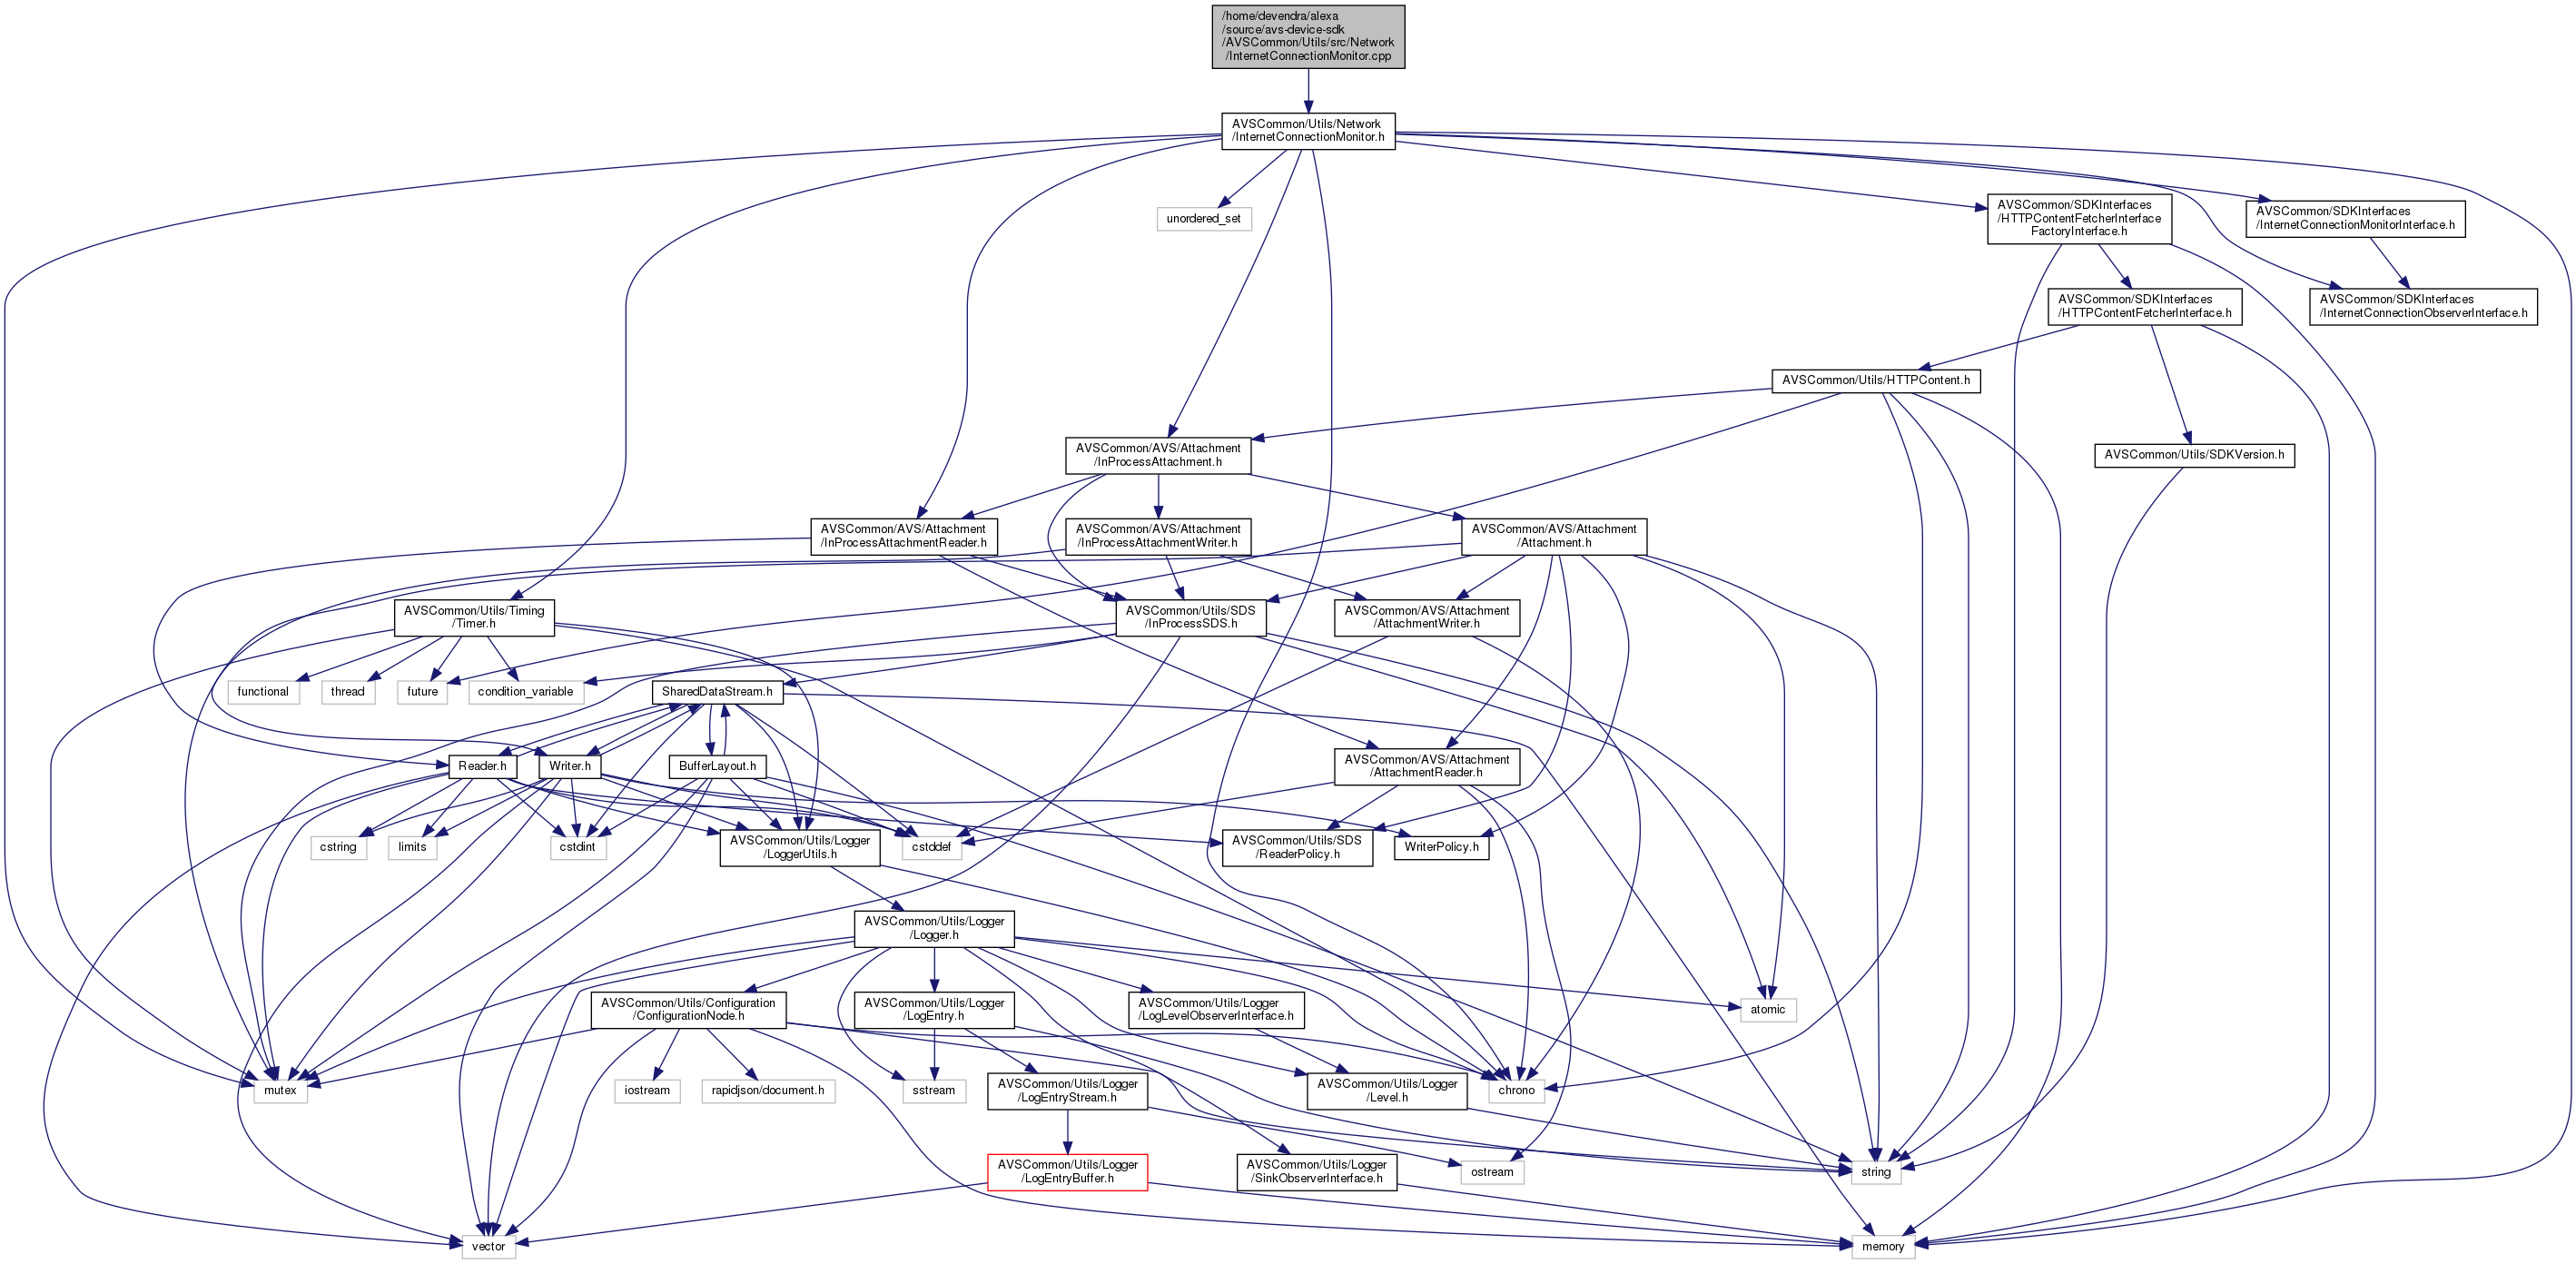 /home/devendra/alexa
/source/avs-device-sdk
/AVSCommon/Utils/src/Network
/InternetConnectionMonitor.cpp
AVSCommon/Utils/Network
/InternetConnectionMonitor.h
unordered_set
AVSCommon/SDKInterfaces
/HTTPContentFetcherInterface
FactoryInterface.h
AVSCommon/SDKInterfaces
/InternetConnectionMonitorInterface.h
AVSCommon/SDKInterfaces
/HTTPContentFetcherInterface.h
AVSCommon/SDKInterfaces
/InternetConnectionObserverInterface.h
AVSCommon/Utils/HTTPContent.h
AVSCommon/AVS/Attachment
/InProcessAttachment.h
AVSCommon/Utils/SDKVersion.h
AVSCommon/AVS/Attachment
/InProcessAttachmentReader.h
AVSCommon/AVS/Attachment
/InProcessAttachmentWriter.h
AVSCommon/AVS/Attachment
/Attachment.h
AVSCommon/Utils/Timing
/Timer.h
AVSCommon/Utils/SDS
/InProcessSDS.h
AVSCommon/AVS/Attachment
/AttachmentWriter.h
functional
thread
future
condition_variable
SharedDataStream.h
Reader.h
Writer.h
BufferLayout.h
AVSCommon/AVS/Attachment
/AttachmentReader.h
cstring
limits
cstdint
AVSCommon/Utils/Logger
/LoggerUtils.h
cstddef
AVSCommon/Utils/SDS
/ReaderPolicy.h
WriterPolicy.h
AVSCommon/Utils/Logger
/Logger.h
AVSCommon/Utils/Configuration
/ConfigurationNode.h
AVSCommon/Utils/Logger
/LogEntry.h
AVSCommon/Utils/Logger
/LogLevelObserverInterface.h
atomic
mutex
iostream
rapidjson/document.h
sstream
AVSCommon/Utils/Logger
/LogEntryStream.h
AVSCommon/Utils/Logger
/Level.h
chrono
AVSCommon/Utils/Logger
/LogEntryBuffer.h
AVSCommon/Utils/Logger
/SinkObserverInterface.h
ostream
string
vector
memory